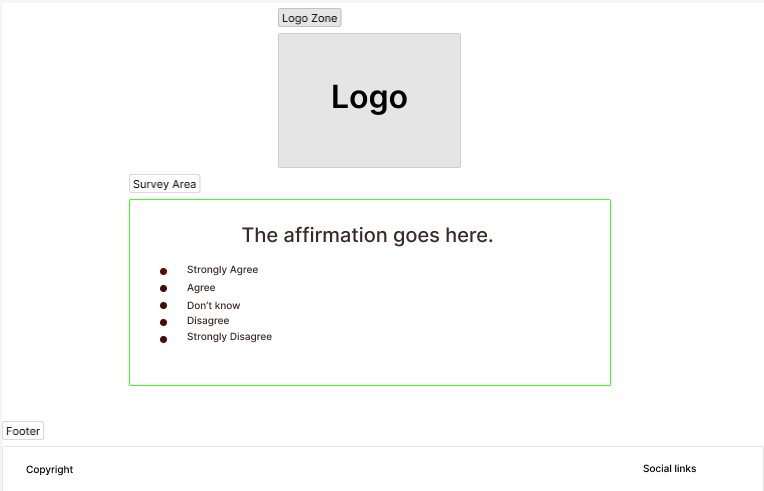 Logo Zone
Logo
Survey Area
The affirmation goes here.
Strongly Agree
Agree
Don't know
Disagree
Strongly Disagree
Footer
Copyright
Social links